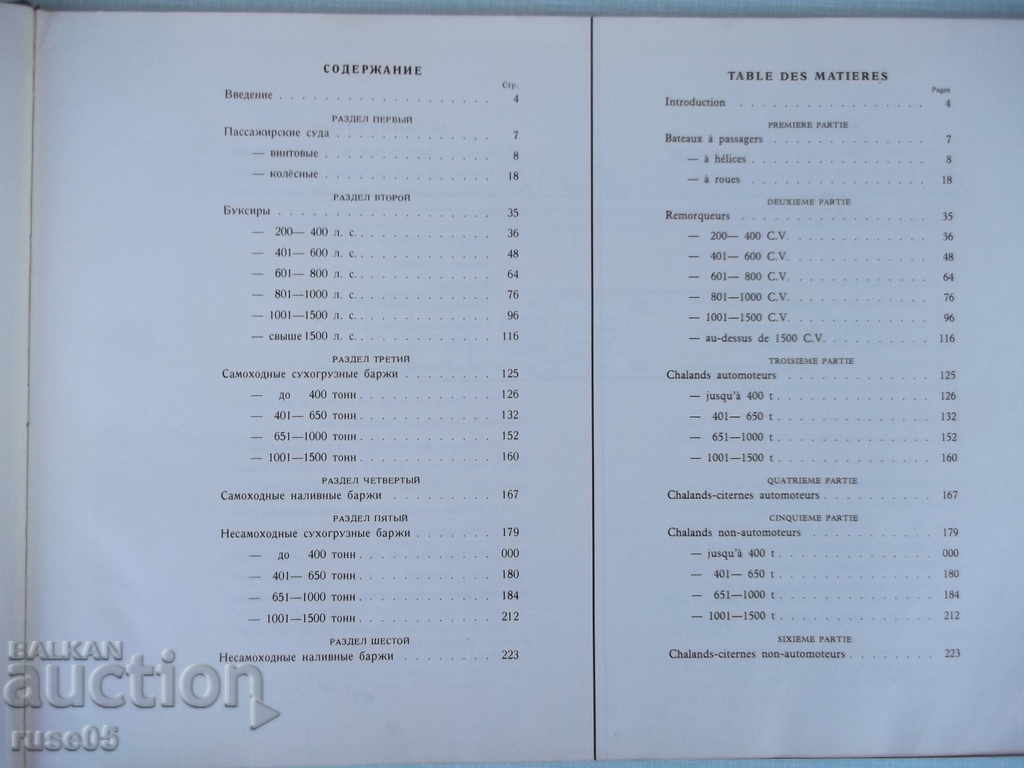 СОДЕРЖАНИЕ
Стр.
Введение . . . . . . . . . . . . . . . . . . . 4
РАЗДЕЛ ПЕРВЫЙ
Пассажирские суда . . . . . . . . . . . . . . 7
— винтовые . . . . . . . . . . . . . . . 8
— колёсные . . . . . . . . . . . . . . . 18
РАЗДЕЛ ВТОРОЙ
Буксиры . . . . . . . . . . . . . . . . . . . 35
— 200— 400 л. с. . . . . . . . . . . . . 36
— 401— 600 л. с. . . . . . . . . . . . . 48
— 601— 800 л. с. . . . . . . . . . . . . 64
— 801—1000 л. с. . . . . . . . . . . . . 76
— 1001—1500 л. с. . . . . . . . . . . . . 96
— свыше 1500 л. с. . . . . . . . . . . . . 116
РАЗДЕЛ ТРЕТИЙ
Самоходные сухогрузные баржи . . . . . . . . 125
— до 400 тонн . . . . . . . . . . . . 126
— 401— 650 тонн . . . . . . . . . . . . 132
— 651—1000 тонн . . . . . . . . . . . . 152
— 1001—1500 тонн . . . . . . . . . . . . 160
РАЗДЕЛ ЧЕТВЕРТЫЙ
Самоходные наливные баржи . . . . . . . . . 167
РАЗДЕЛ ПЯТЫЙ
Несамоходные сухогрузные баржи . . . . . . . 179
— до 400 тонн . . . . . . . . . . . . 000
— 401— 650 тонн . . . . . . . . . . . . 180
— 651—1000 тонн . . . . . . . . . . . . 184
— 1001—1500 тонн . . . . . . . . . . . . 212
РАЗДЕЛ ШЕСТОЙ
Несамоходные наливные баржи . . . . . . . . 223
TABLE DES MATIERES
Pages
Introduction . . . . . . . . . . . . . . . . 4
PREMIERE PARTIE
Bateaux à passagers . . . . . . . . . . . . . 7
— à hélices . . . . . . . . . . . . . . . 8
— à roues . . . . . . . . . . . . . . . 18
DEUXIEME PARTIE
Remorqueurs . . . . . . . . . . . . . . . . 35
— 200— 400 C.V. . . . . . . . . . . . . 36
— 401— 600 C.V. . . . . . . . . . . . . 48
— 601— 800 C.V. . . . . . . . . . . . . 64
— 801—1000 C.V. . . . . . . . . . . . . 76
— 1001—1500 C.V. . . . . . . . . . . . . 96
— au-dessus de 1500 C.V. . . . . . . . . . 116
TROISIEME PARTIE
Chalands automoteurs . . . . . . . . . . . . 125
— jusqu'à 400 t . . . . . . . . . . . . . 126
— 401— 650 t . . . . . . . . . . . . . 132
— 651—1000 t . . . . . . . . . . . . . 152
— 1001—1500 t . . . . . . . . . . . . . 160
QUATRIEME PARTIE
Chalands-citernes automoteurs . . . . . . . . . 167
CINQUIEME PARTIE
Chalands non-automoteurs . . . . . . . . . . 179
— jusqu'à 400 t . . . . . . . . . . . . . 000
— 401— 650 t . . . . . . . . . . . . . 180
— 651—1000 t . . . . . . . . . . . . . 184
— 1001—1500 t . . . . . . . . . . . . . 212
SIXIEME PARTIE
Chalands-citernes non-automoteurs . . . . . . . 223
BALKAN
auction
ruse05